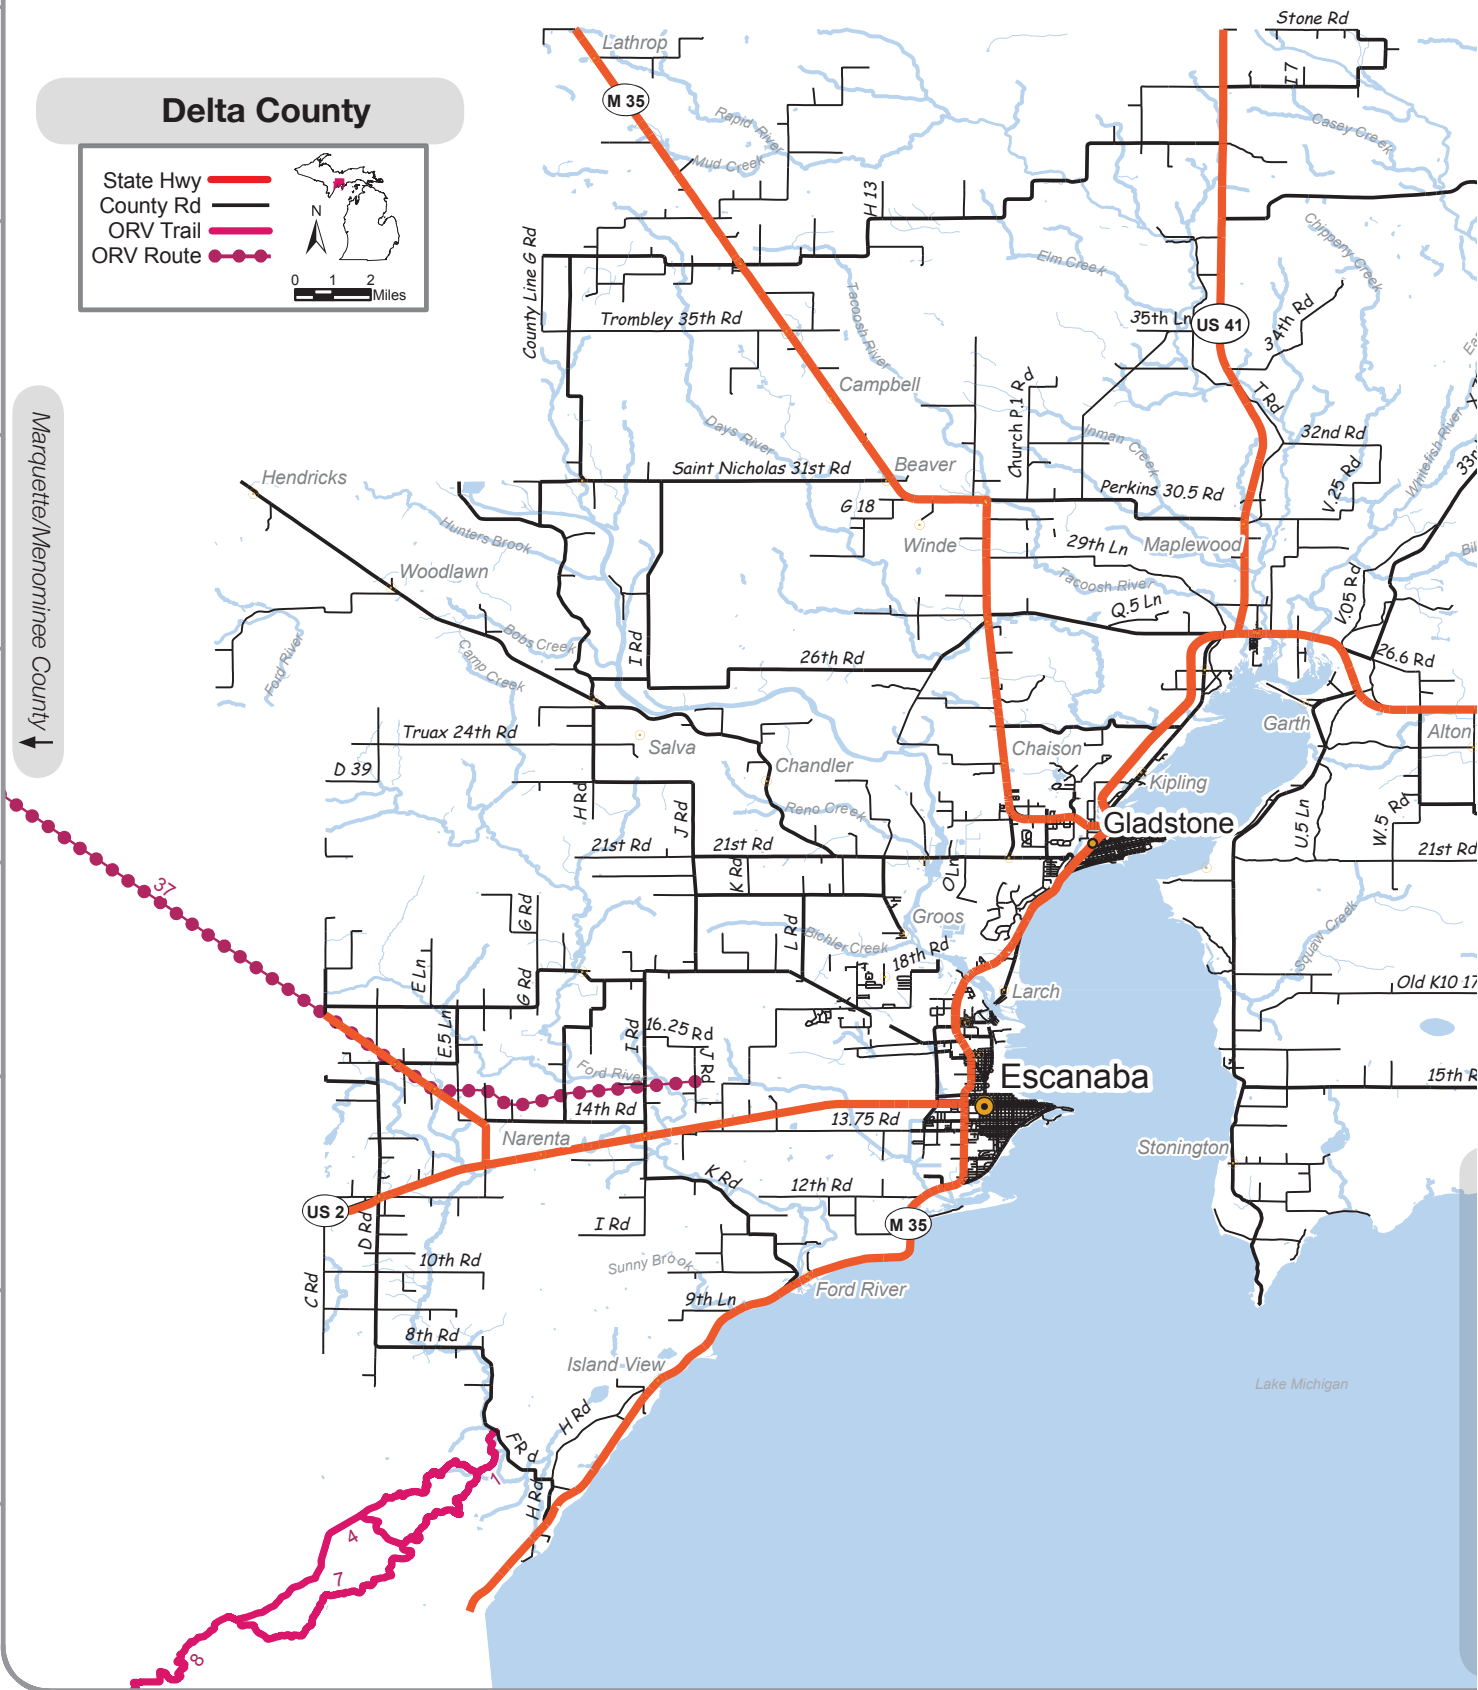 Delta County
State Hwy
County Rd
ORV Trail
ORV Route
N
0 1 2
Miles
Marquette/Menominee County
Stone Rd
Lathrop
M 35
I 7
Rapid River
Mud Creek
Casey Creek
H 13
Chippeny Creek
Elm Creek
County Line G Rd
Trombley 35th Rd
Tacoosh River
35th Ln
US 41
34th Rd
Campbell
T Rd
Church P.1 Rd
Days River
Inman Creek
32nd Rd
Whitefish River
Beaver
Saint Nicholas 31st Rd
Hendricks
V.25 Rd
Perkins 30.5 Rd
G 18
Hunters Brook
Winde
29th Ln
Maplewood
Woodlawn
Tacoosh River
Q.5 Ln
V.05 Rd
Bobs Creek
I Rd
Ford River
Camp Creek
26th Rd
26.6 Rd
Truax 24th Rd
Salva
Chaison
Garth
Alton
D 39
Chandler
Kipling
H Rd
J Rd
Reno Creek
Gladstone
U.5 Ln
W.5 Rd
21st Rd
21st Rd
21st Rd
K Rd
O Ln
37
G Rd
L Rd
Groos
Bichler Creek
18th Rd
Squaw Creek
E Ln
G Rd
Larch
Old K10 17
E.5 Ln
I Rd
16.25 Rd
J Rd
Ford River
Escanaba
15th R
14th Rd
13.75 Rd
Narenta
Stonington
K Rd
12th Rd
US 2
D Rd
I Rd
M 35
10th Rd
Sunny Brook
C Rd
Ford River
9th Ln
8th Rd
Island View
Lake Michigan
H Rd
F Rd
1
H Rd
4
7
8